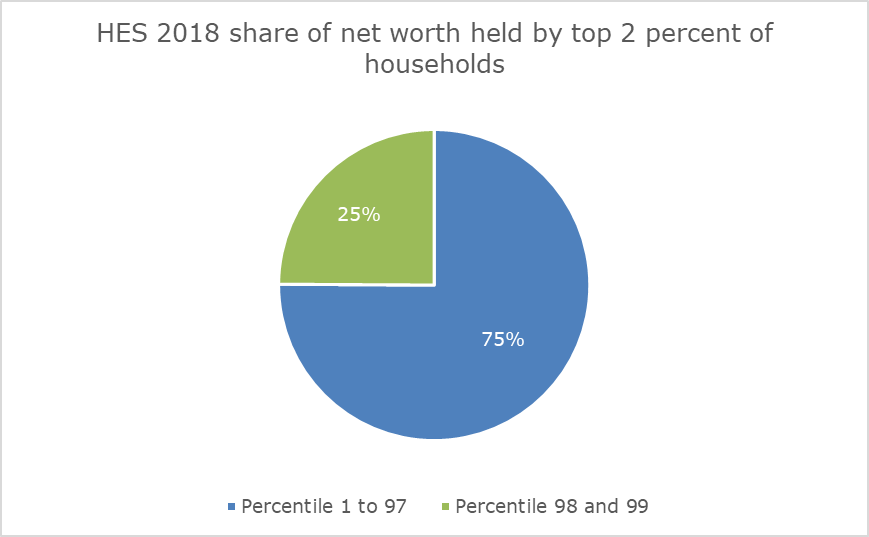 HES 2018 share of net worth held by top 2 percent of
households
25%
75%
Percentile 1 to 97
Percentile 98 and 99